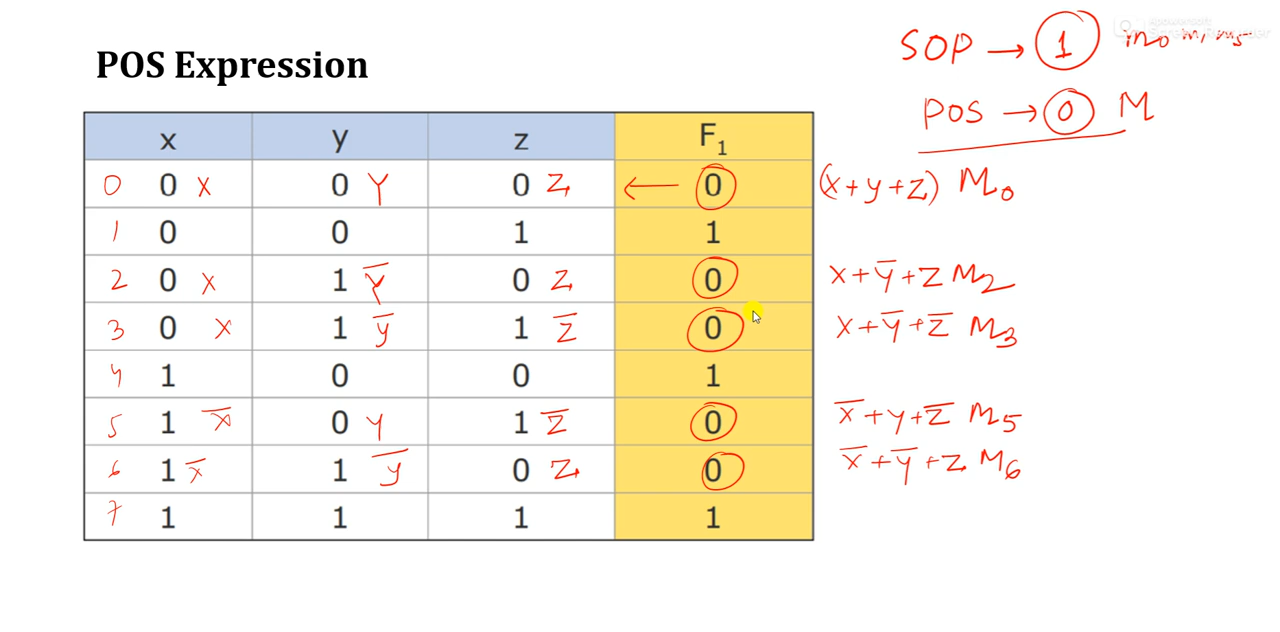 SOP → 1
POS Expression
POS → 0 M
x y z F₁
0 0 X 0 Y 0 Z ← 0 (x+y+z) M₀
1 0 0 1 1
2 0 X 1 Y̅ 0 Z 0 X+Y̅+Z M₂
3 0 X 1 y̅ 1 Z̅ 0 X+Y̅+Z̅ M₃
4 1 0 0 1
5 1 X̅ 0 Y 1 Z̅ 0 X̅+y+Z̅ M₅
6 1 X̅ 1 y̅ 0 Z 0 X̅+Y̅+Z M₆
7 1 1 1 1